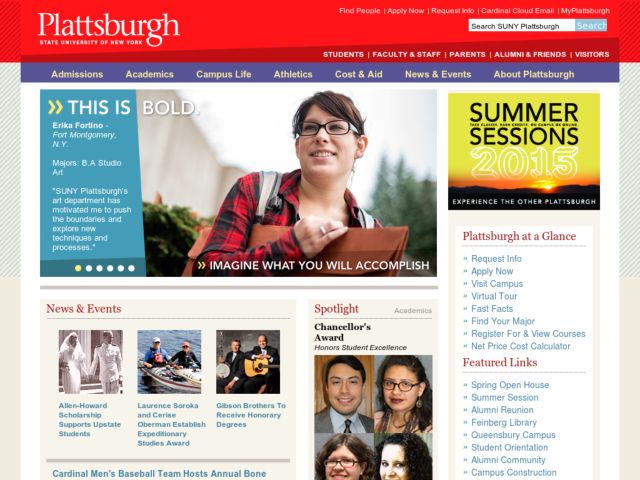 Find People | Apply Now | Request Info | Cardinal Cloud Email | MyPlattsburgh
Plattsburgh
STATE UNIVERSITY OF NEW YORK
Search SUNY Plattsburgh
Search
STUDENTS | FACULTY & STAFF | PARENTS | ALUMNI & FRIENDS | VISITORS
Admissions Academics Campus Life Athletics Cost & Aid News & Events About Plattsburgh
» THIS IS BOLD.
Erika Fortino -
Fort Montgomery,
N.Y.
Majors: B.A Studio
Art
"SUNY Plattsburgh's
art department has
motivated me to push
the boundaries and
explore new
techniques and
processes."
» IMAGINE WHAT YOU WILL ACCOMPLISH
SUMMER
TAKE CLASSES, EARN CREDITS, ON CAMPUS OR ONLINE.
SESSIONS
2015
EXPERIENCE THE OTHER PLATTSBURGH
Plattsburgh at a Glance
» Request Info
» Apply Now
» Visit Campus
» Virtual Tour
» Fast Facts
» Find Your Major
» Register For & View Courses
» Net Price Cost Calculator
Featured Links
» Spring Open House
» Summer Session
» Alumni Reunion
» Feinberg Library
» Queensbury Campus
» Student Orientation
» Alumni Community
» Campus Construction
News & Events
Allen-Howard
Scholarship
Supports Upstate
Students
Laurence Soroka
and Cerise
Oberman Establish
Expeditionary
Studies Award
Gibson Brothers To
Receive Honorary
Degrees
Cardinal Men's Baseball Team Hosts Annual Bone
Spotlight
Academics
Chancellor's
Award
Honors Student Excellence